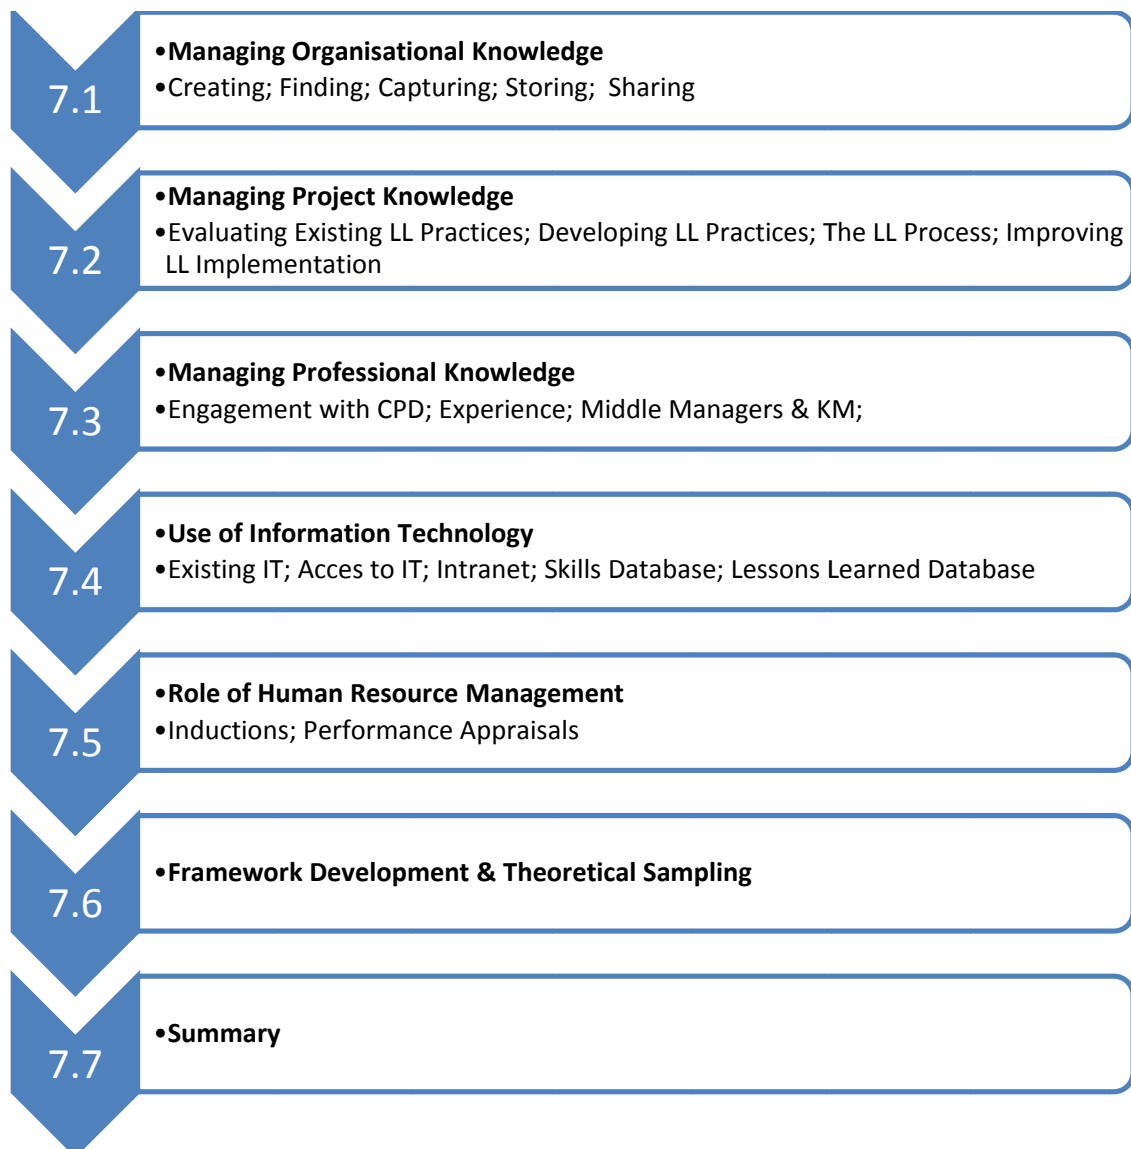 7.1
•Managing Organisational Knowledge
•Creating; Finding; Capturing; Storing; Sharing
7.2
•Managing Project Knowledge
•Evaluating Existing LL Practices; Developing LL Practices; The LL Process; Improving
LL Implementation
7.3
•Managing Professional Knowledge
•Engagement with CPD; Experience; Middle Managers & KM;
7.4
•Use of Information Technology
•Existing IT; Acces to IT; Intranet; Skills Database; Lessons Learned Database
7.5
•Role of Human Resource Management
•Inductions; Performance Appraisals
7.6
•Framework Development & Theoretical Sampling
7.7
•Summary